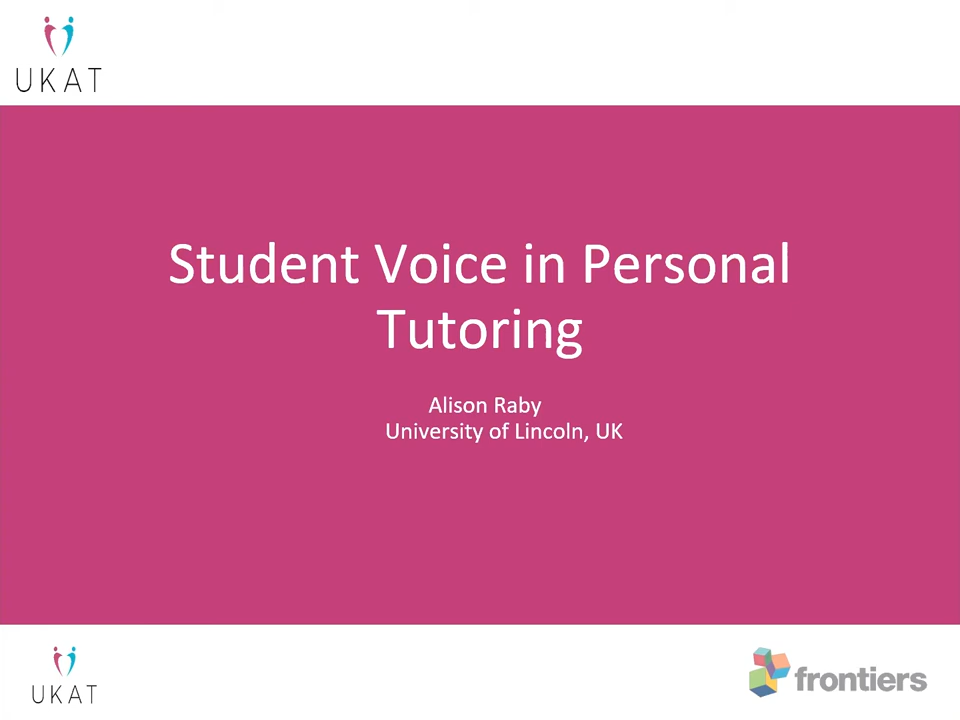 UKAT
Student Voice in Personal
Tutoring
Alison Raby
University of Lincoln, UK
UKAT
frontiers